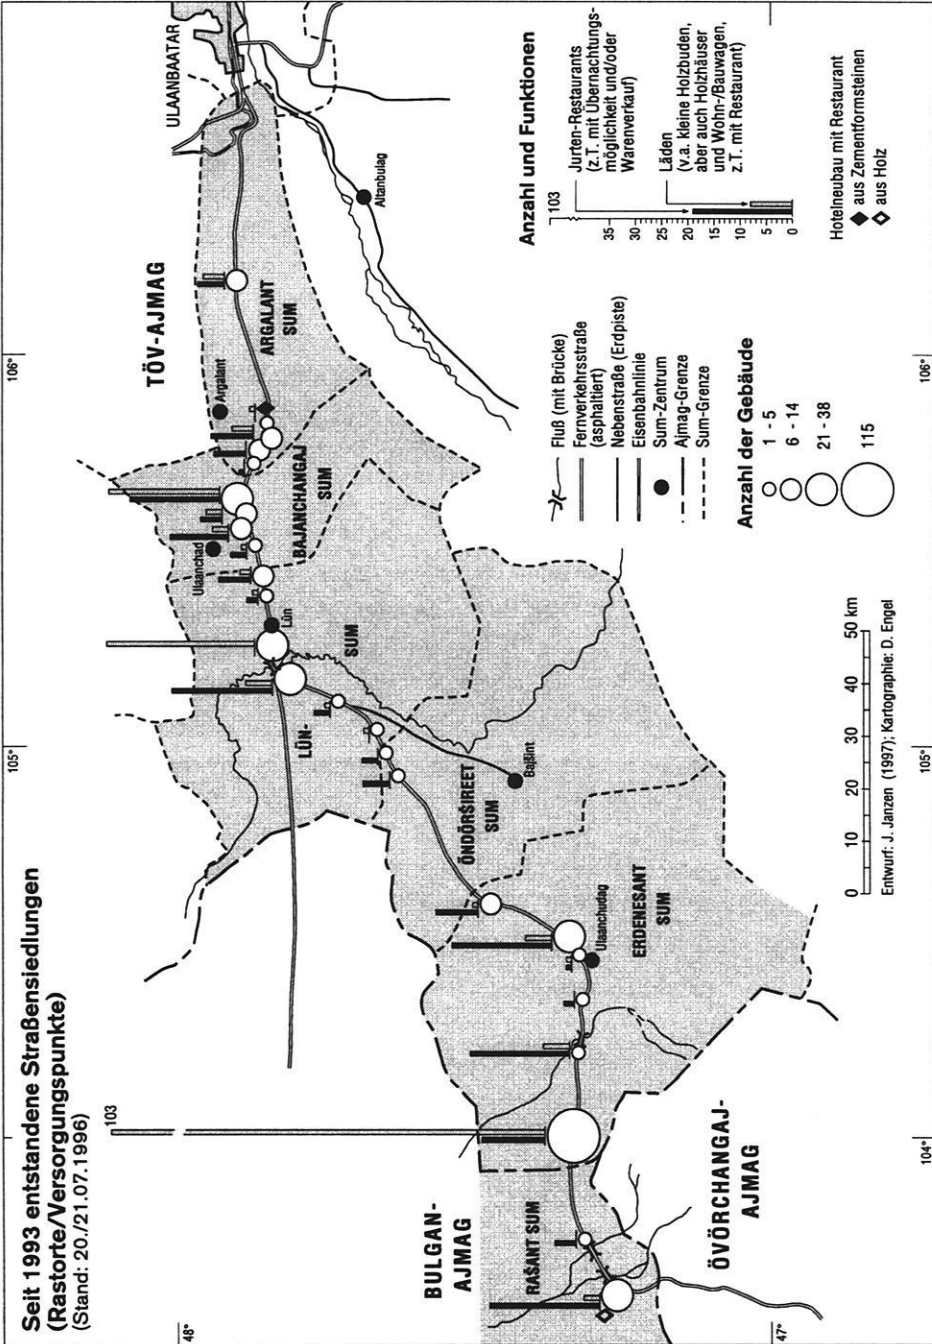 Seit 1993 entstandene Straßensiedlungen
(Rastorte/Versorgungspunkte)
(Stand: 20./21.07.1996)
105°
106°
48°
47°
104°
105°
106°
103
ULAANBAATAR
TÖV-AJMAG
Argalant
ARGALANT
SUM
Altanbulag
Ulaanchad
BAJANCHANGAJ
SUM
Lün
LÜN-
SUM
ÖNDÖRŠIREET
SUM
Bajšint
ERDENESANT
SUM
Ulaanchudag
BULGAN-
AJMAG
RAŠANT SUM
ÖVÖRCHANGAJ-
AJMAG
Fluß (mit Brücke)
Fernverkehrsstraße
(asphaltiert)
Nebenstraße (Erdpiste)
Eisenbahnlinie
Sum-Zentrum
Ajmag-Grenze
Sum-Grenze
Anzahl der Gebäude
1 - 5
6 - 14
21 - 38
115
Anzahl und Funktionen
103
35
30
25
20
15
10
5
0
Jurten-Restaurants
(z.T. mit Übernachtungs-
möglichkeit und/oder
Warenverkauf)
Läden
(v.a. kleine Holzbuden,
aber auch Holzhäuser
und Wohn-/Bauwagen,
z.T. mit Restaurant)
Hotelneubau mit Restaurant
aus Zementformsteinen
aus Holz
0 10 20 30 40 50 km
Entwurf: J. Janzen (1997); Kartographie: D. Engel